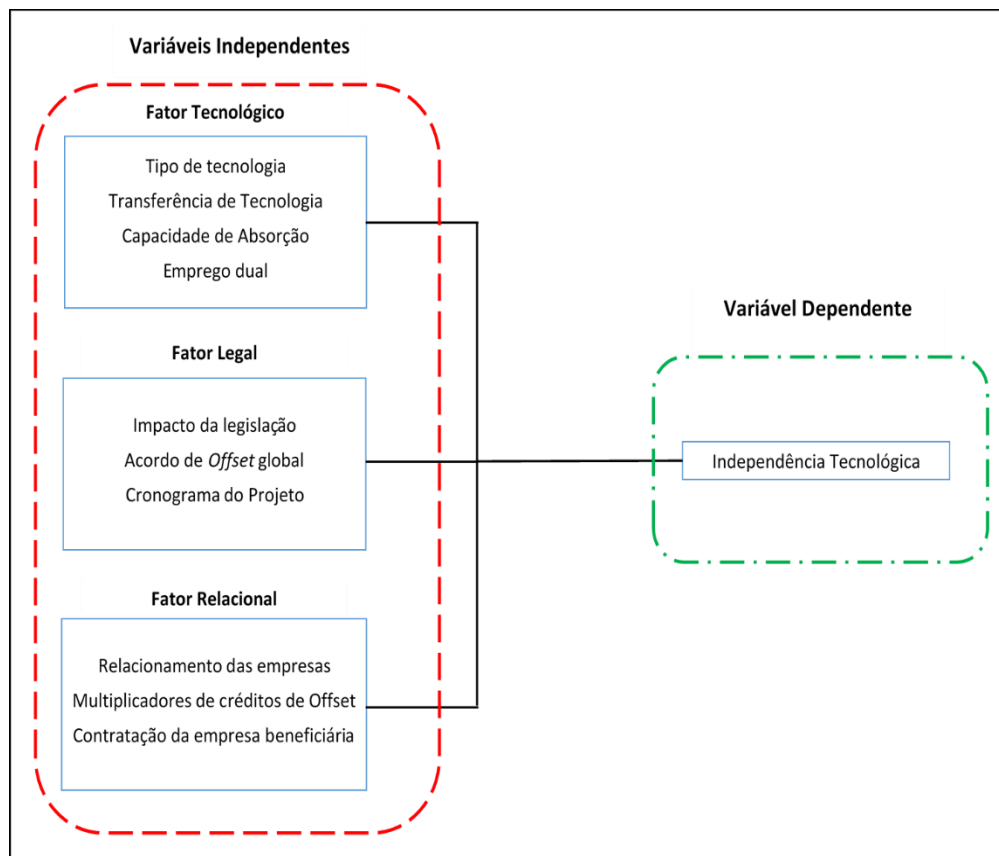 Variáveis Independentes
Fator Tecnológico
Tipo de tecnologia
Transferência de Tecnologia
Capacidade de Absorção
Emprego dual
Fator Legal
Impacto da legislação
Acordo de Offset global
Cronograma do Projeto
Fator Relacional
Relacionamento das empresas
Multiplicadores de créditos de Offset
Contratação da empresa beneficiária
Variável Dependente
Independência Tecnológica